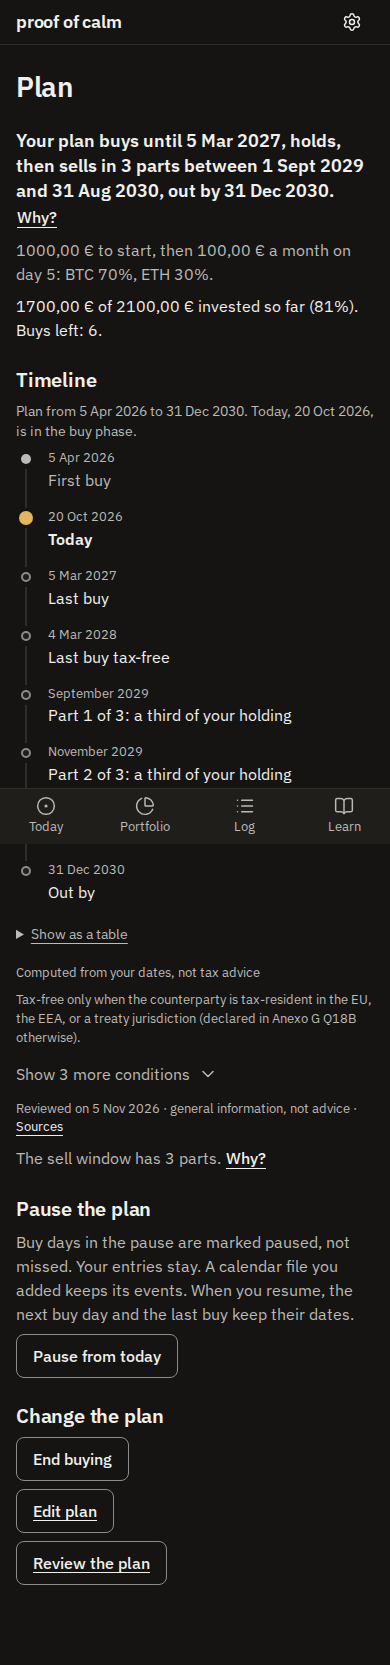 proof of calm
Plan
Your plan buys until 5 Mar 2027, holds,
then sells in 3 parts between 1 Sept 2029
and 31 Aug 2030, out by 31 Dec 2030.
Why?
1000,00 € to start, then 100,00 € a month on
day 5: BTC 70%, ETH 30%.
1700,00 € of 2100,00 € invested so far (81%).
Buys left: 6.
Timeline
Plan from 5 Apr 2026 to 31 Dec 2030. Today, 20 Oct 2026,
is in the buy phase.
5 Apr 2026
First buy
20 Oct 2026
Today
5 Mar 2027
Last buy
4 Mar 2028
Last buy tax-free
September 2029
Part 1 of 3: a third of your holding
November 2029
Part 2 of 3: a third of your holding
Today Portfolio Log Learn
31 Dec 2030
Out by
Show as a table
Computed from your dates, not tax advice
Tax-free only when the counterparty is tax-resident in the EU,
the EEA, or a treaty jurisdiction (declared in Anexo G Q18B
otherwise).
Show 3 more conditions
Reviewed on 5 Nov 2026 · general information, not advice ·
Sources
The sell window has 3 parts. Why?
Pause the plan
Buy days in the pause are marked paused, not
missed. Your entries stay. A calendar file you
added keeps its events. When you resume, the
next buy day and the last buy keep their dates.
Pause from today
Change the plan
End buying
Edit plan
Review the plan